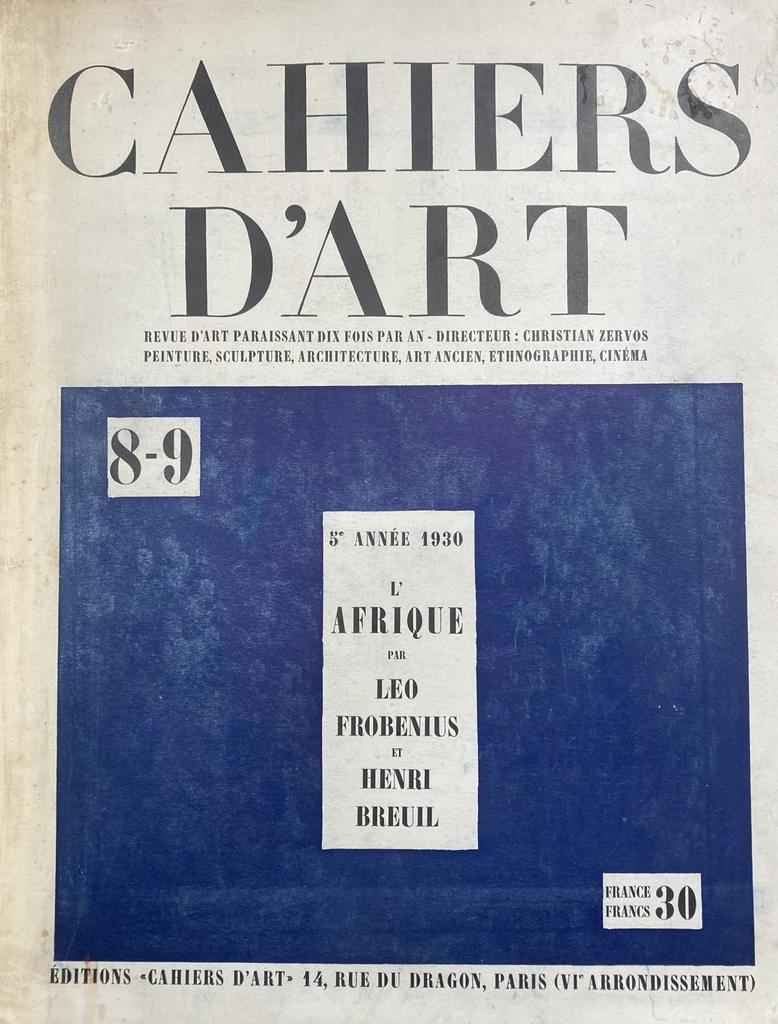 CAHIERS
D'ART
REVUE D'ART PARAISSANT DIX FOIS PAR AN - DIRECTEUR : CHRISTIAN ZERVOS
PEINTURE, SCULPTURE, ARCHITECTURE, ART ANCIEN, ETHNOGRAPHIE, CINÉMA
8-9
5e ANNÉE 1930
L'
AFRIQUE
PAR
LEO
FROBENIUS
ET
HENRI
BREUIL
FRANCE
FRANCS 30
ÉDITIONS «CAHIERS D'ART» 14, RUE DU DRAGON, PARIS (VIe ARRONDISSEMENT)